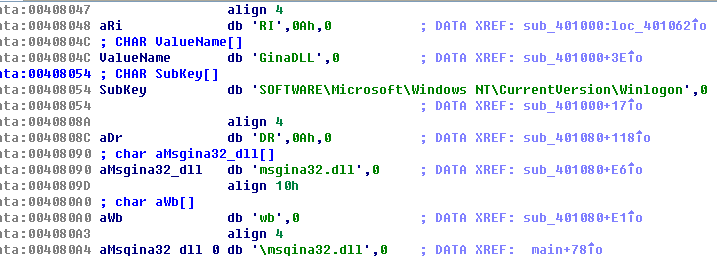 ata:00408047 align 4
ata:00408048 aRi db 'RI',0Ah,0 ; DATA XREF: sub_401000:loc_401062↑o
ata:0040804C ; CHAR ValueName[]
ata:0040804C ValueName db 'GinaDLL',0 ; DATA XREF: sub_401000+3E↑o
ata:00408054 ; CHAR SubKey[]
ata:00408054 SubKey db 'SOFTWARE\Microsoft\Windows NT\CurrentVersion\Winlogon',0
ata:00408054 ; DATA XREF: sub_401000+17↑o
ata:0040808A align 4
ata:0040808C aDr db 'DR',0Ah,0 ; DATA XREF: sub_401080+118↑o
ata:00408090 ; char aMsgina32_dll[]
ata:00408090 aMsgina32_dll db 'msgina32.dll',0 ; DATA XREF: sub_401080+E6↑o
ata:0040809D align 10h
ata:004080A0 ; char aWb[]
ata:004080A0 aWb db 'wb',0 ; DATA XREF: sub_401080+E1↑o
ata:004080A3 align 4
ata:004080A4 aMsgina32_dll_0 db '\msgina32.dll',0 ; DATA XREF: _main+78↑o